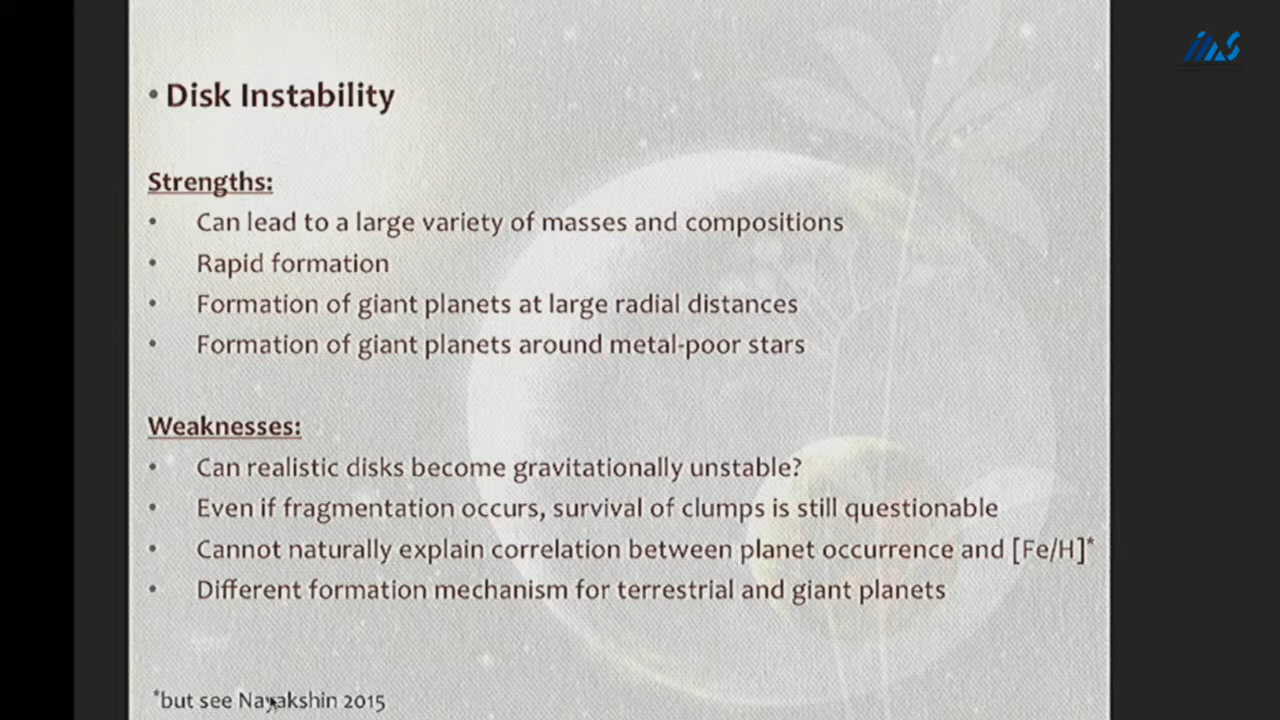 IMS
• Disk Instability
Strengths:
• Can lead to a large variety of masses and compositions
• Rapid formation
• Formation of giant planets at large radial distances
• Formation of giant planets around metal-poor stars
Weaknesses:
• Can realistic disks become gravitationally unstable?
• Even if fragmentation occurs, survival of clumps is still questionable
• Cannot naturally explain correlation between planet occurrence and [Fe/H]*
• Different formation mechanism for terrestrial and giant planets
*but see Nayakshin 2015